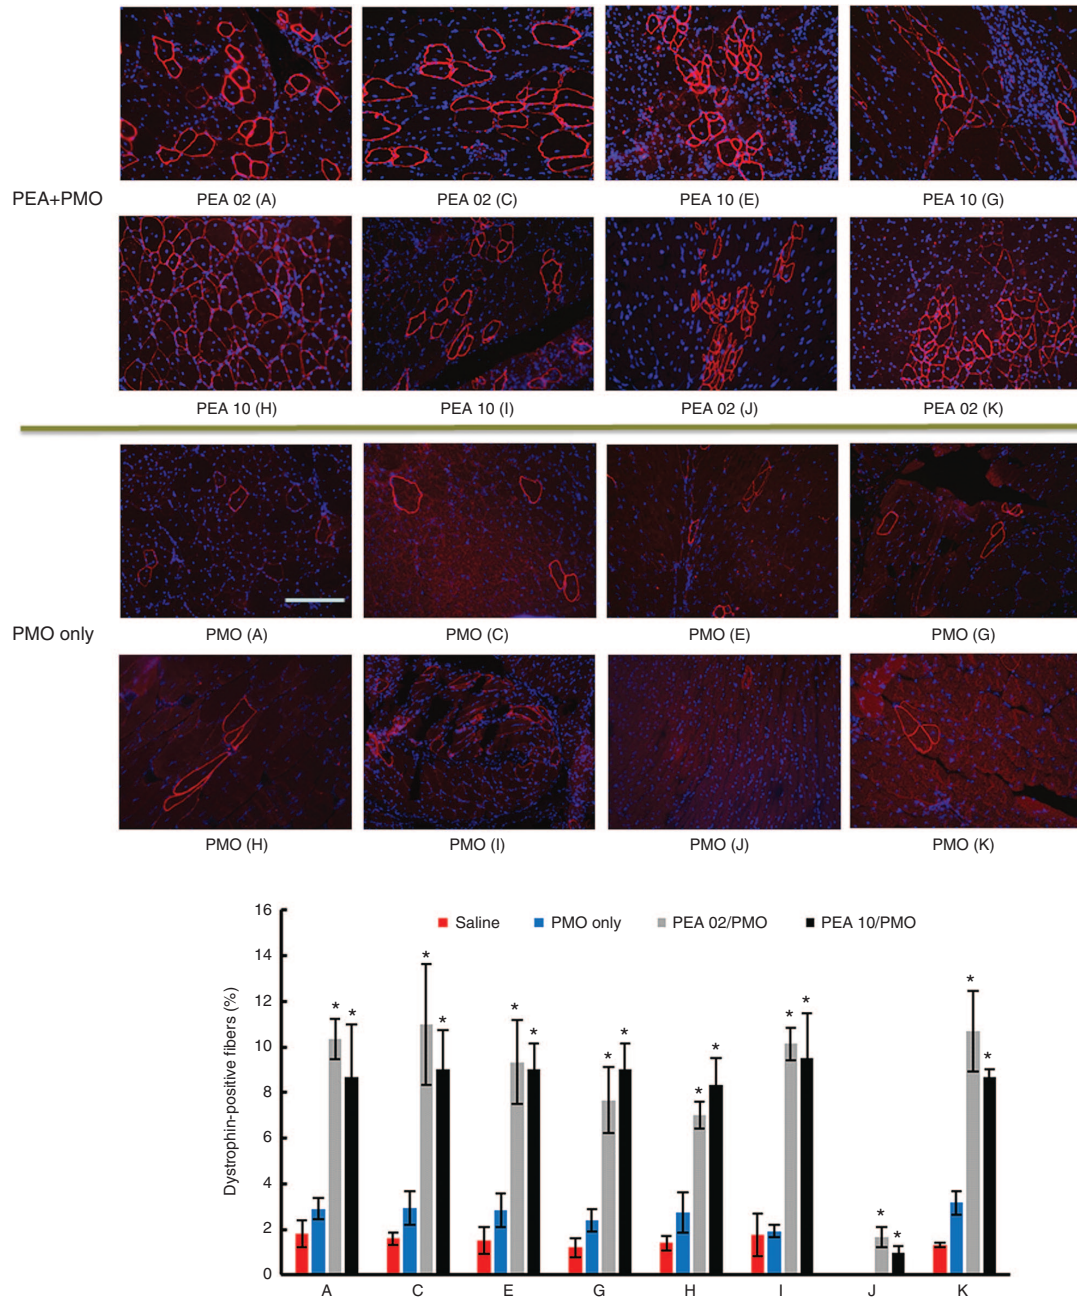 PEA+PMO
PEA 02 (A) PEA 02 (C) PEA 10 (E) PEA 10 (G)
PEA 10 (H) PEA 10 (I) PEA 02 (J) PEA 02 (K)
PMO only
PMO (A) PMO (C) PMO (E) PMO (G)
PMO (H) PMO (I) PMO (J) PMO (K)
Saline PMO only PEA 02/PMO PEA 10/PMO
Dystrophin-positive fibers (%)
16
14
12
10
8
6
4
2
0
* * * * * * * * * * * * * * * *
A C E G H I J K